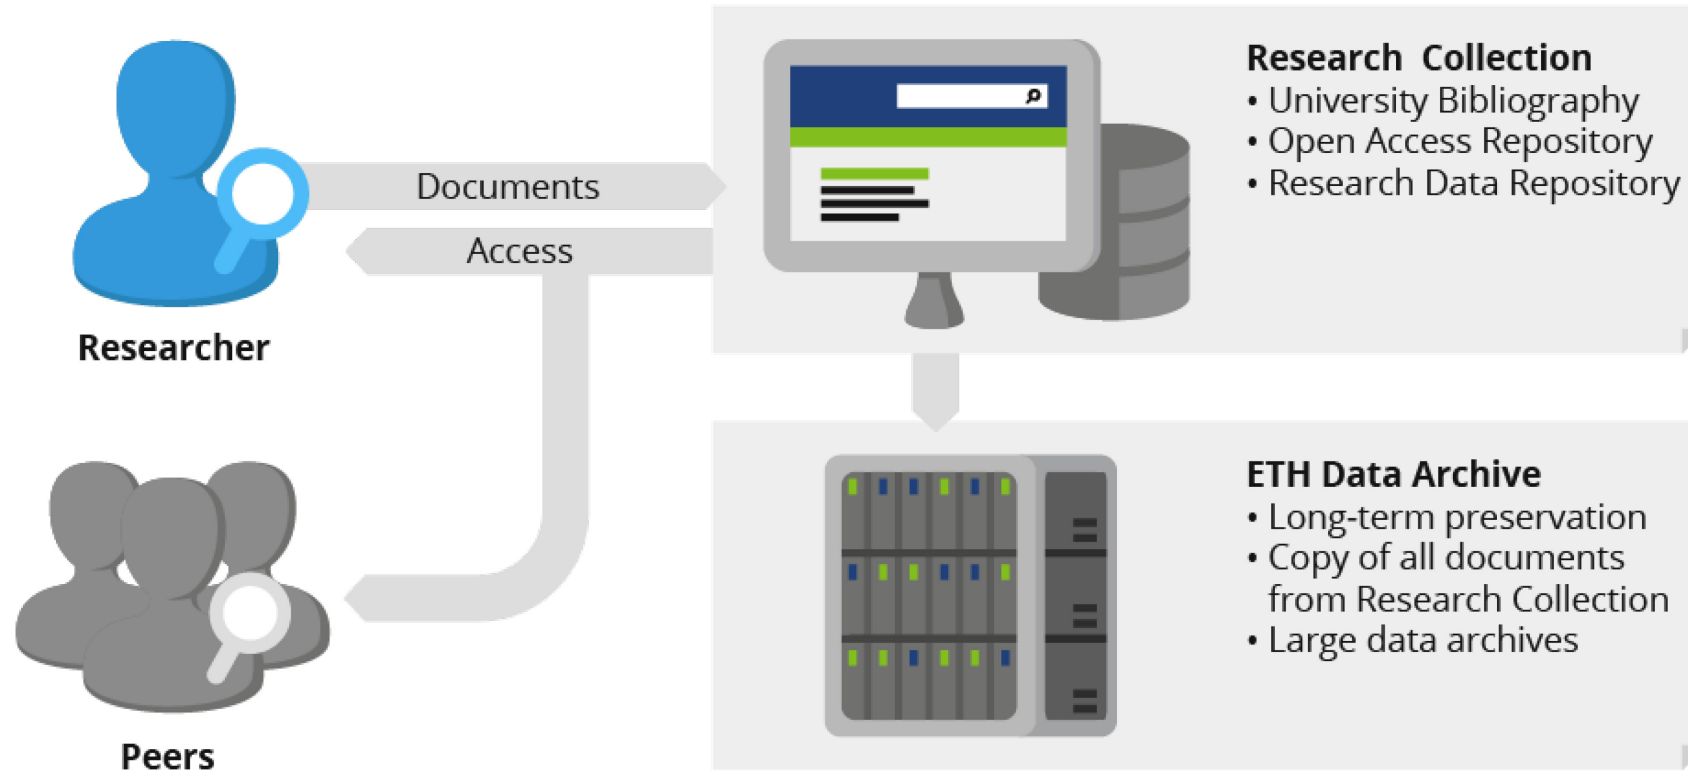 Research Collection
• University Bibliography
• Open Access Repository
• Research Data Repository
Documents
Access
Researcher
ETH Data Archive
• Long-term preservation
• Copy of all documents
from Research Collection
• Large data archives
Peers